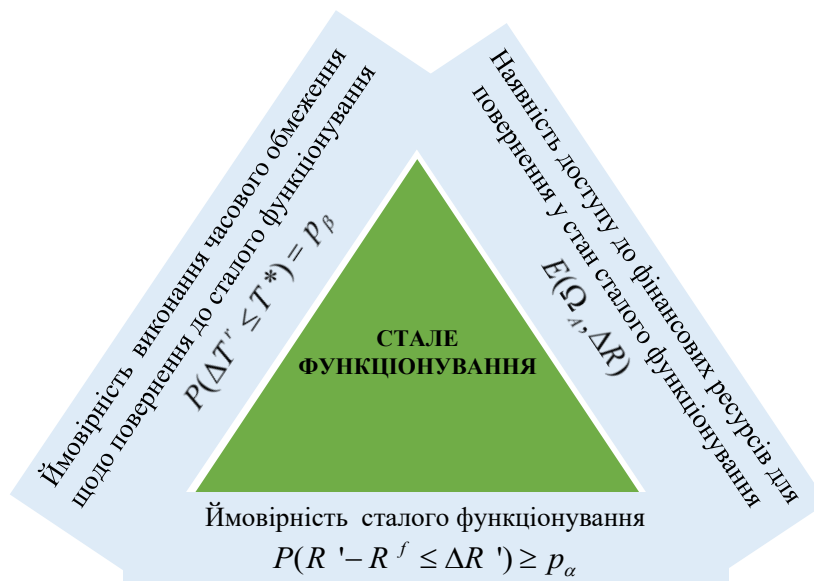 Ймовірність виконання часового обмеження
щодо повернення до сталого функціонування
P(ΔT^r ≤ T*) = p_β
Наявність доступу до фінансових ресурсів для
повернення у стан сталого функціонування
E(Ω_Λ, ΔR)
СТАЛЕ
ФУНКЦІОНУВАННЯ
Ймовірність сталого функціонування
P(R '− R^f ≤ ΔR ') ≥ p_α